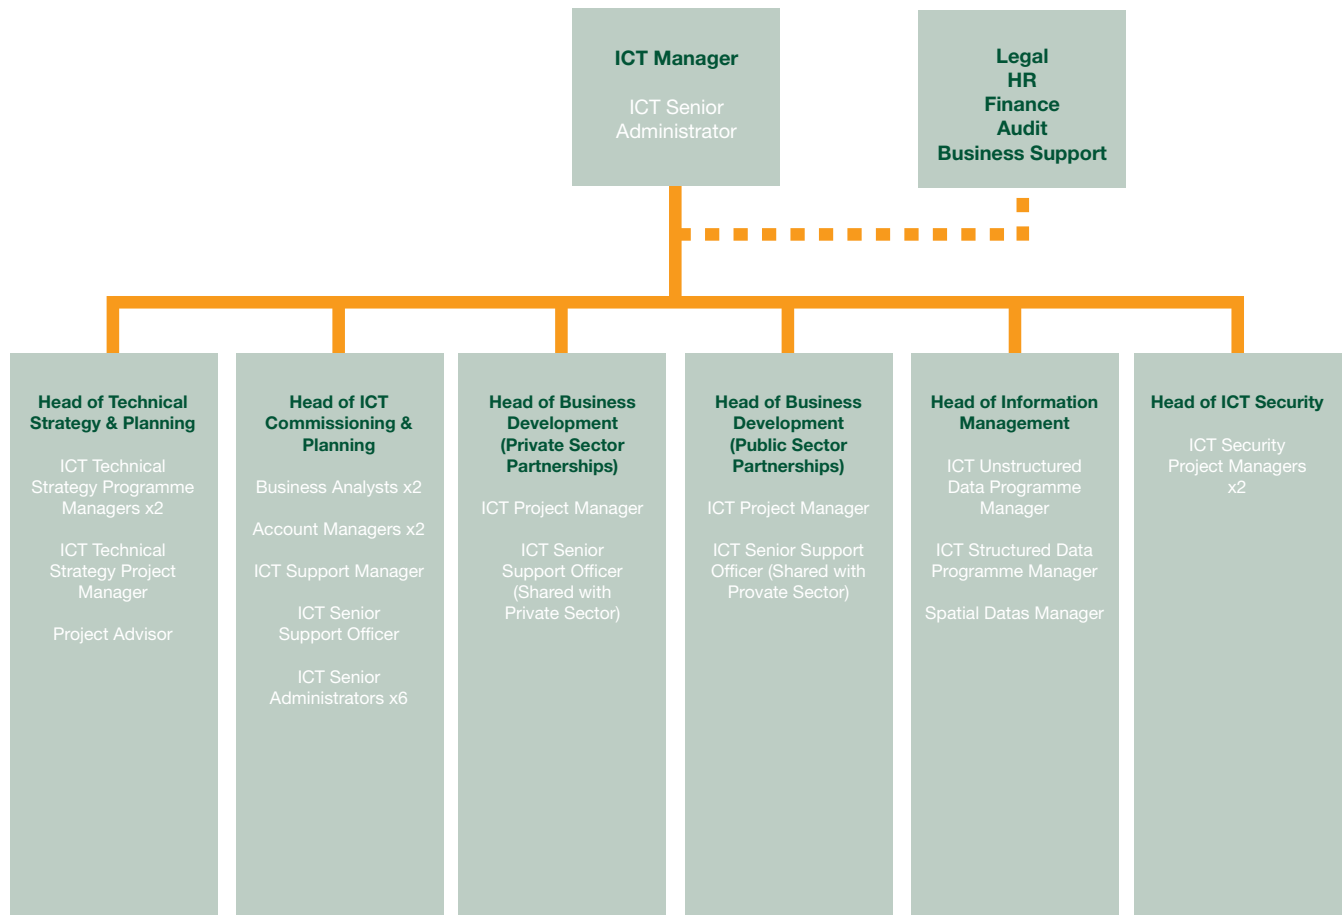 ICT Manager
ICT Senior
Administrator
Legal
HR
Finance
Audit
Business Support
Head of Technical
Strategy & Planning
ICT Technical
Strategy Programme
Managers x2
ICT Technical
Strategy Project
Manager
Project Advisor
Head of ICT
Commissioning &
Planning
Business Analysts x2
Account Managers x2
ICT Support Manager
ICT Senior
Support Officer
ICT Senior
Administrators x6
Head of Business
Development
(Private Sector
Partnerships)
ICT Project Manager
ICT Senior
Support Officer
(Shared with
Private Sector)
Head of Business
Development
(Public Sector
Partnerships)
ICT Project Manager
ICT Senior Support
Officer (Shared with
Provate Sector)
Head of Information
Management
ICT Unstructured
Data Programme
Manager
ICT Structured Data
Programme Manager
Spatial Datas Manager
Head of ICT Security
ICT Security
Project Managers
x2